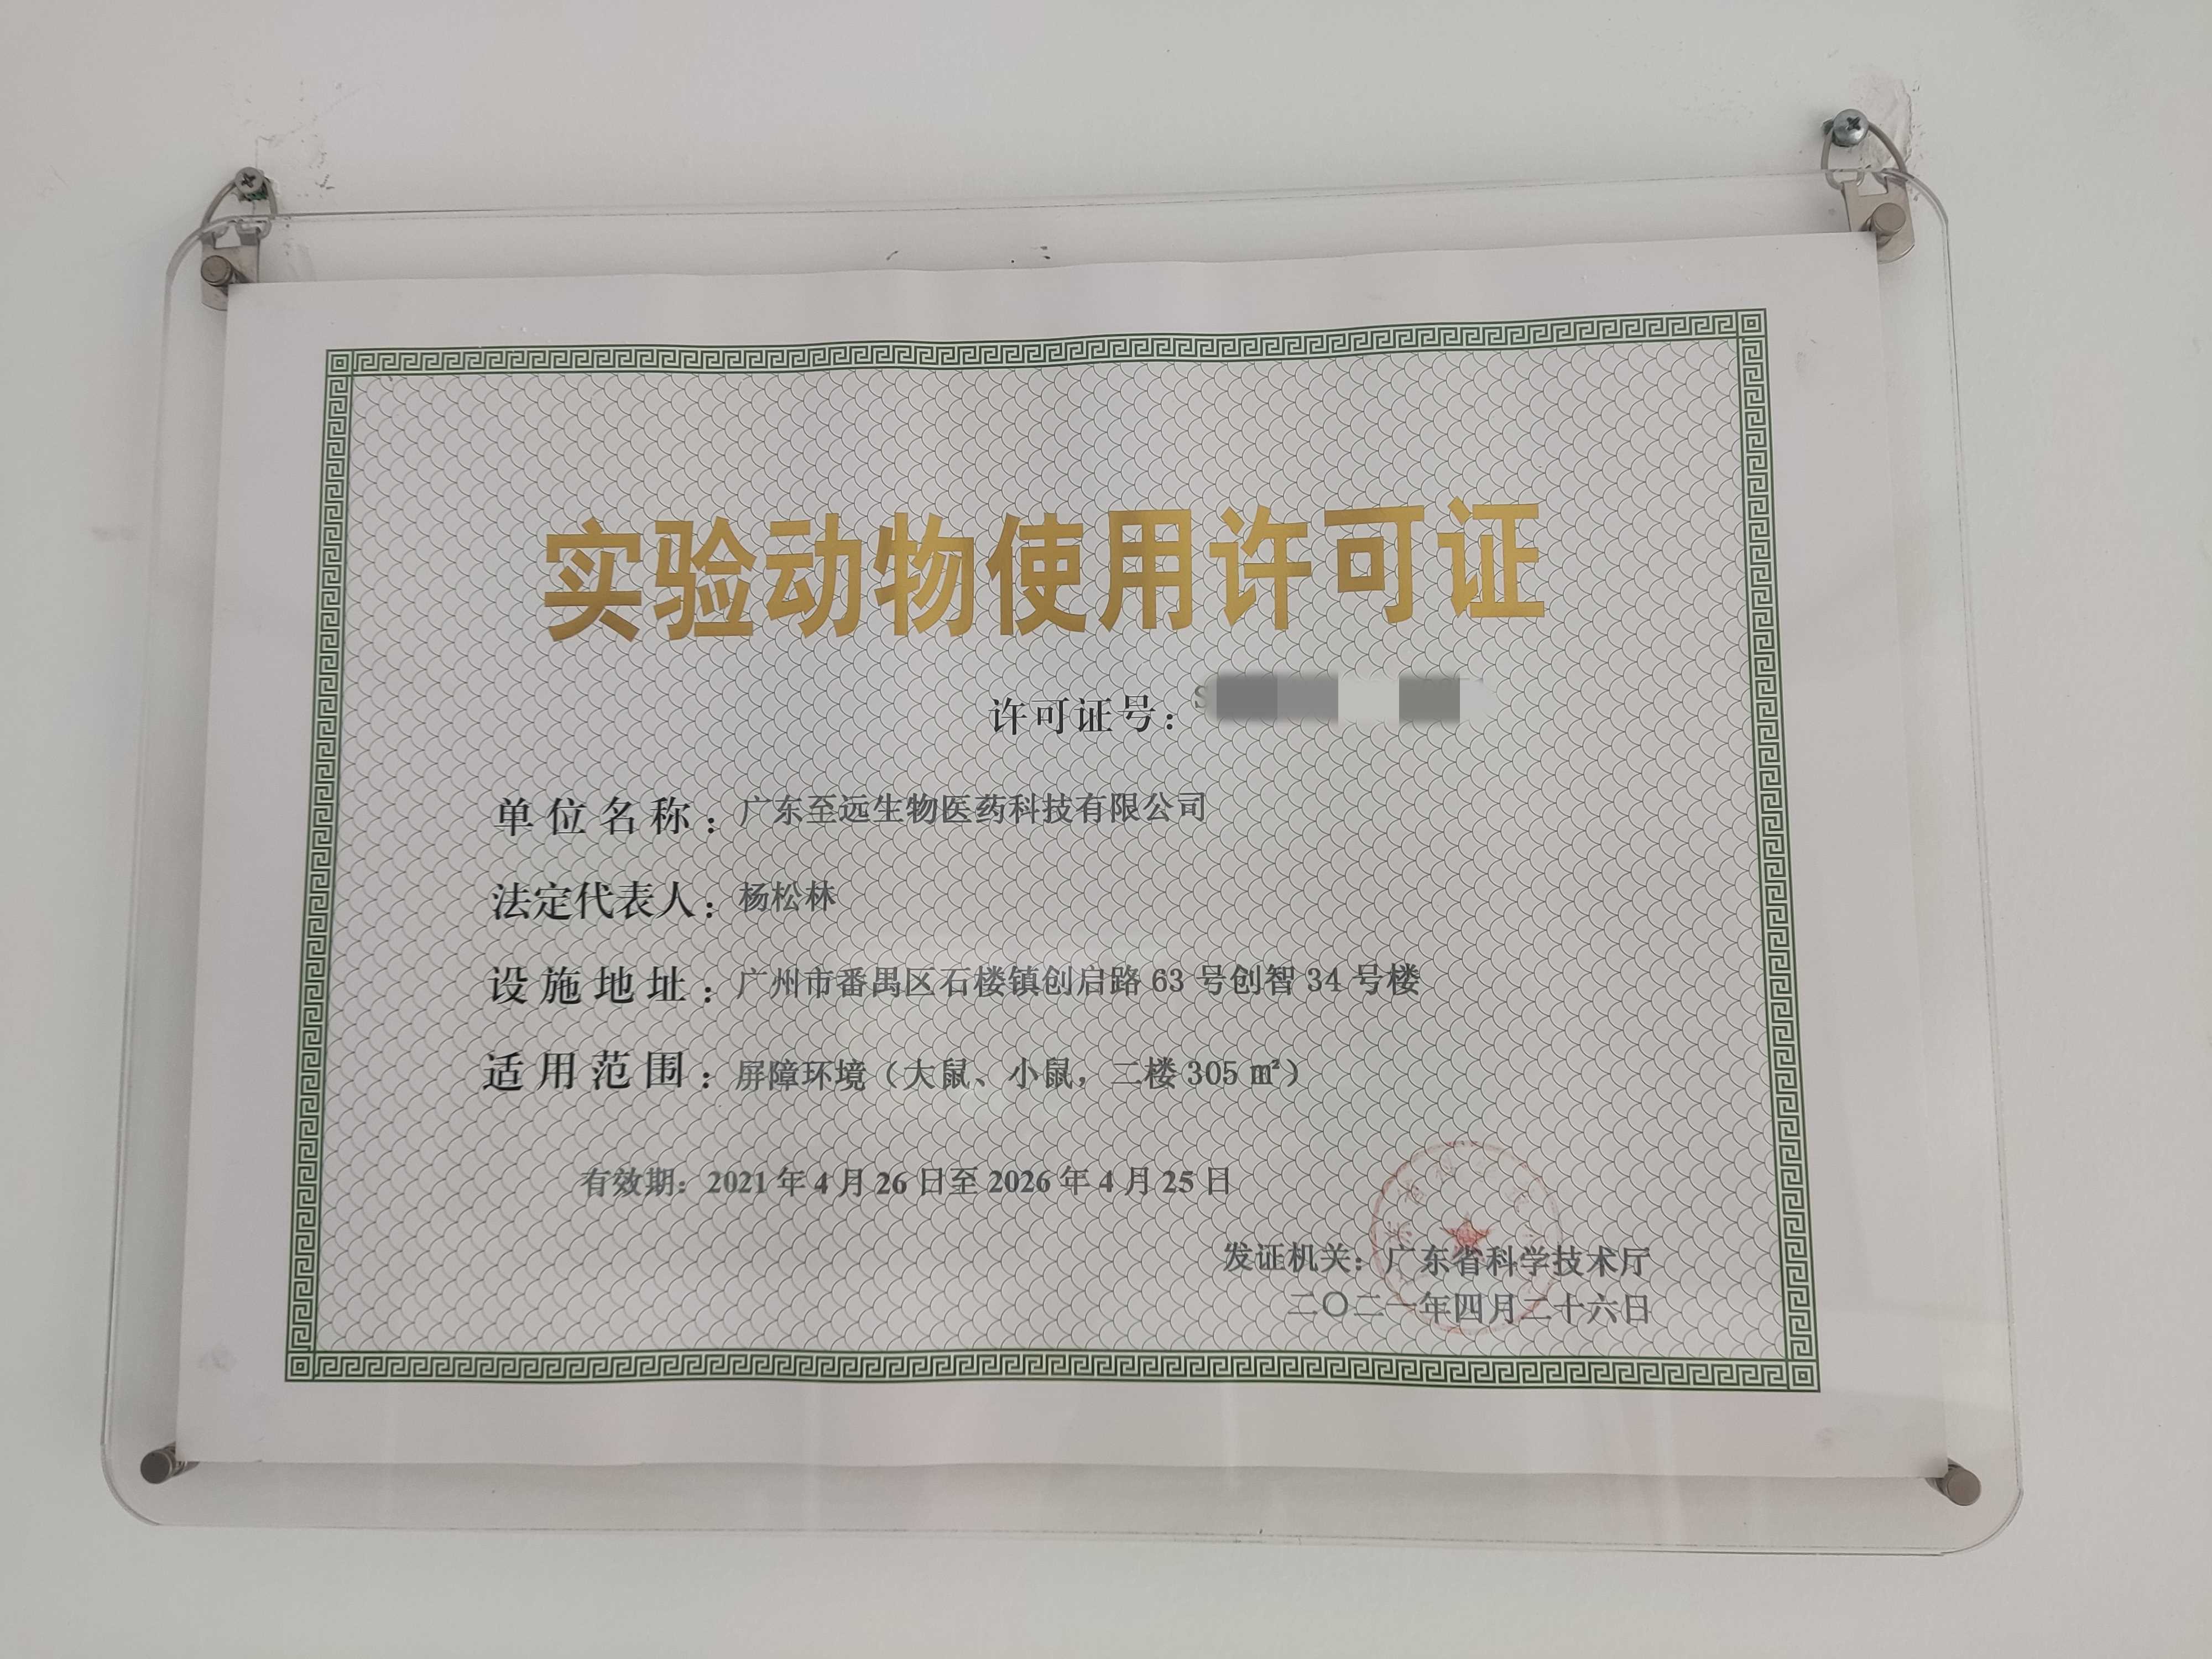 实验动物使用许可证
许可证号：S
单位名称：广东至远生物医药科技有限公司
法定代表人：杨松林
设施地址：广州市番禺区石楼镇创启路63号创智34号楼
适用范围：屏障环境（大鼠、小鼠，二楼305㎡）
有效期：2021年4月26日至2026年4月25日
发证机关：广东省科学技术厅
二〇二一年四月二十六日